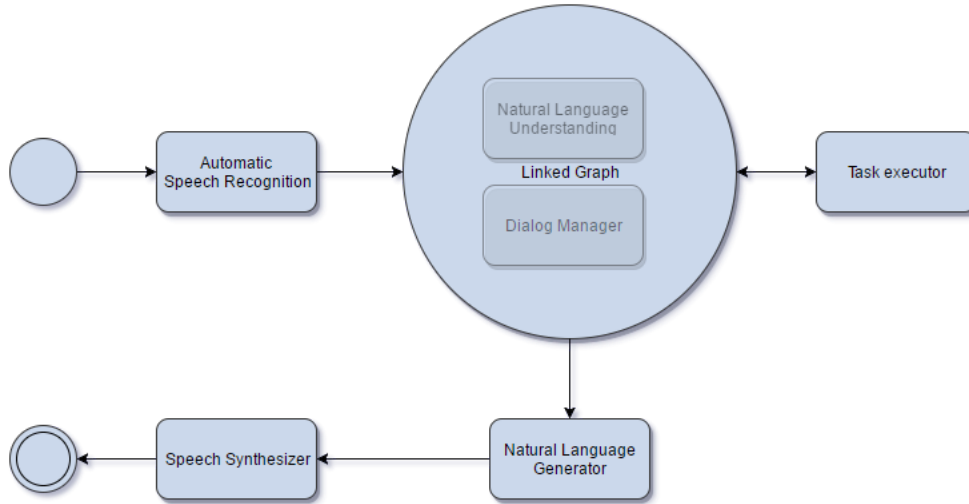 Natural Language
Understanding
Automatic
Speech Recognition
Linked Graph
Task executor
Dialog Manager
Speech Synthesizer
Natural Language
Generator